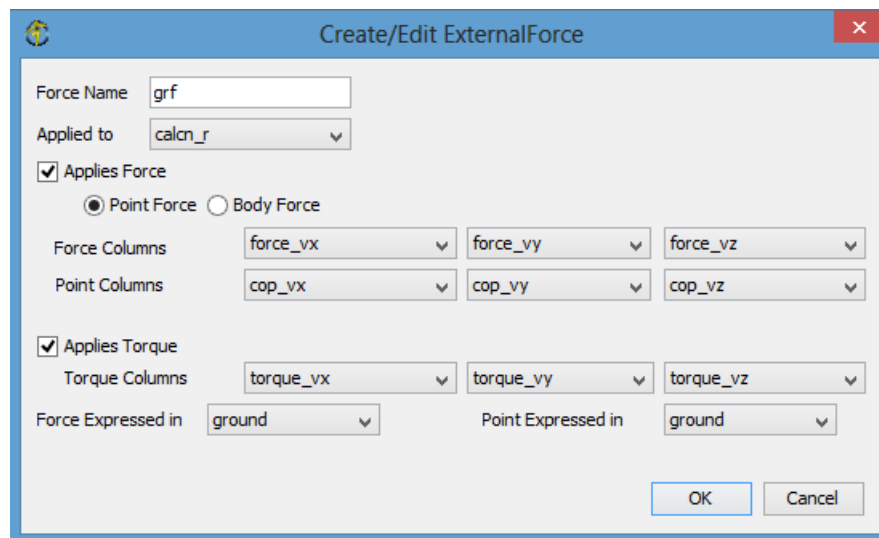 Create/Edit ExternalForce
Force Name grf
Applied to calcn_r
Applies Force
Point Force Body Force
Force Columns force_vx force_vy force_vz
Point Columns cop_vx cop_vy cop_vz
Applies Torque
Torque Columns torque_vx torque_vy torque_vz
Force Expressed in ground Point Expressed in ground
OK Cancel